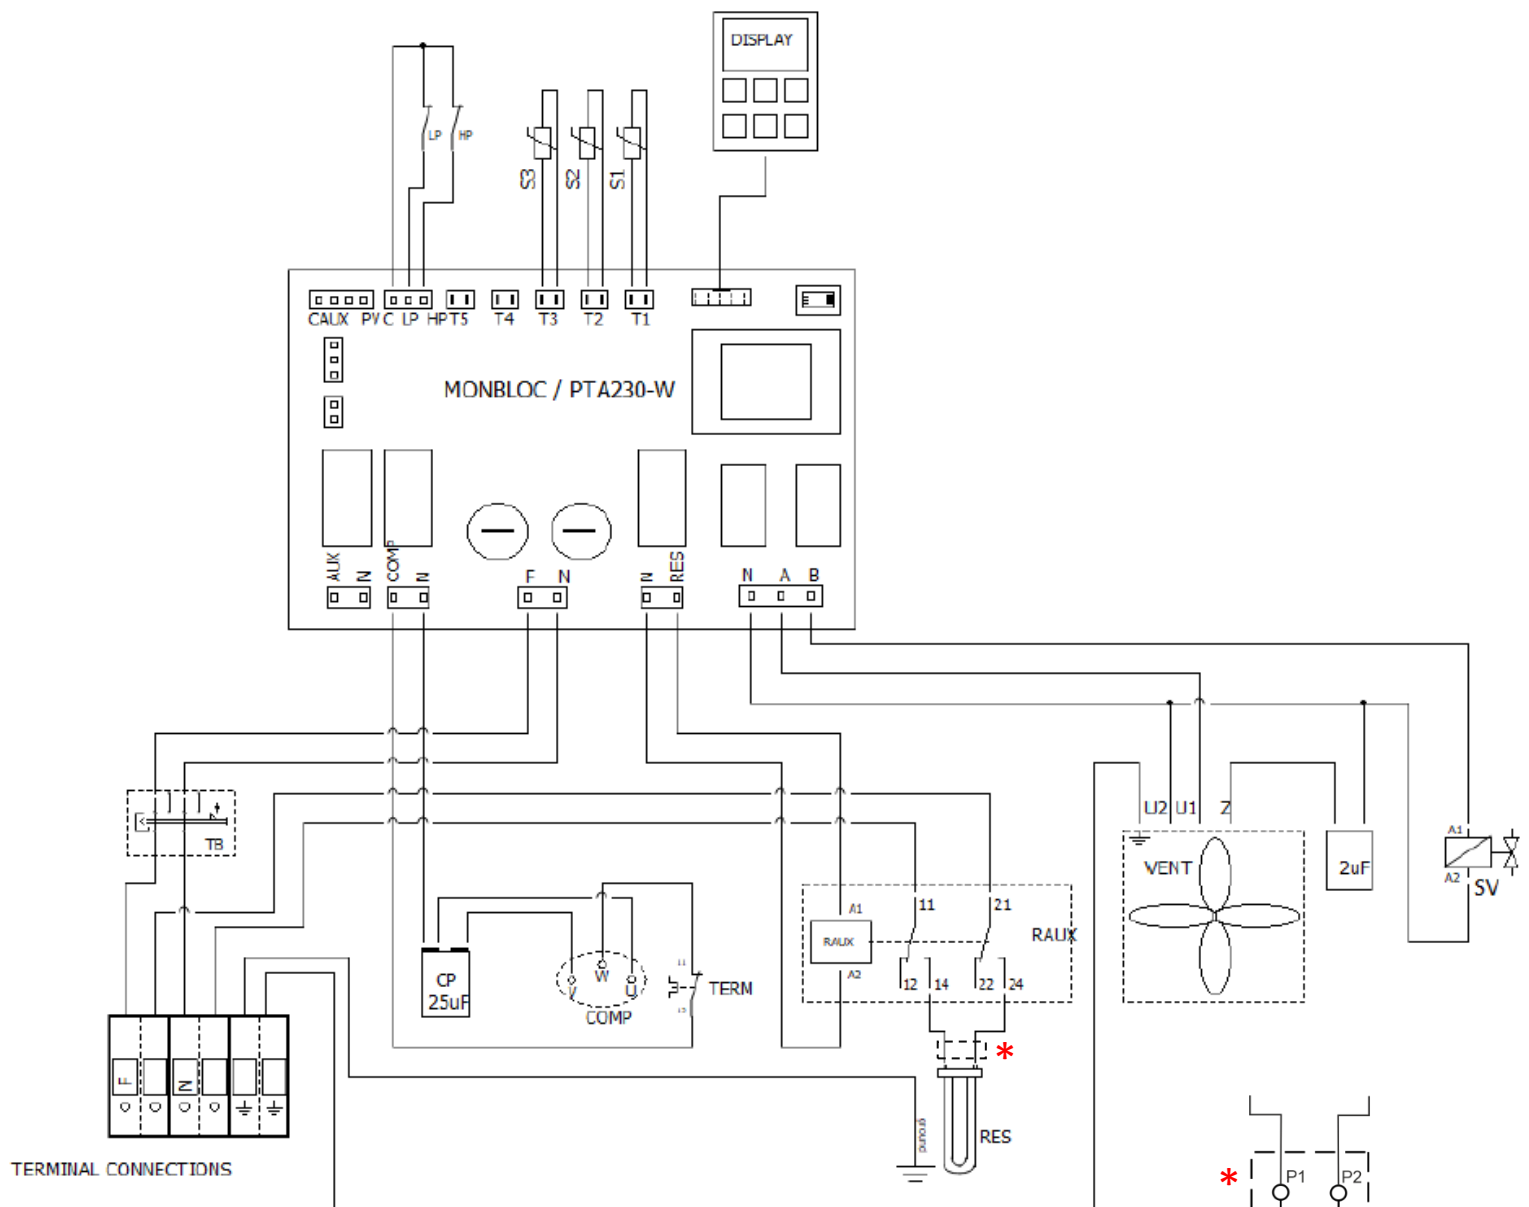 DISPLAY
LP HP
S3 S2 S1
CAUX PV C LP HP T5 T4 T3 T2 T1
MONBLOC / PTA230-W
AUX N COMP N F N N RES N A B
U2 U1 Z
TB
VENT
2uF
A1
A2
SV
A1 11 21
RAUX RAUX
A2 12 14 22 24
CP
25uF
V W U
COMP
11
TERM
*
F N
ground
RES
TERMINAL CONNECTIONS
* P1 P2